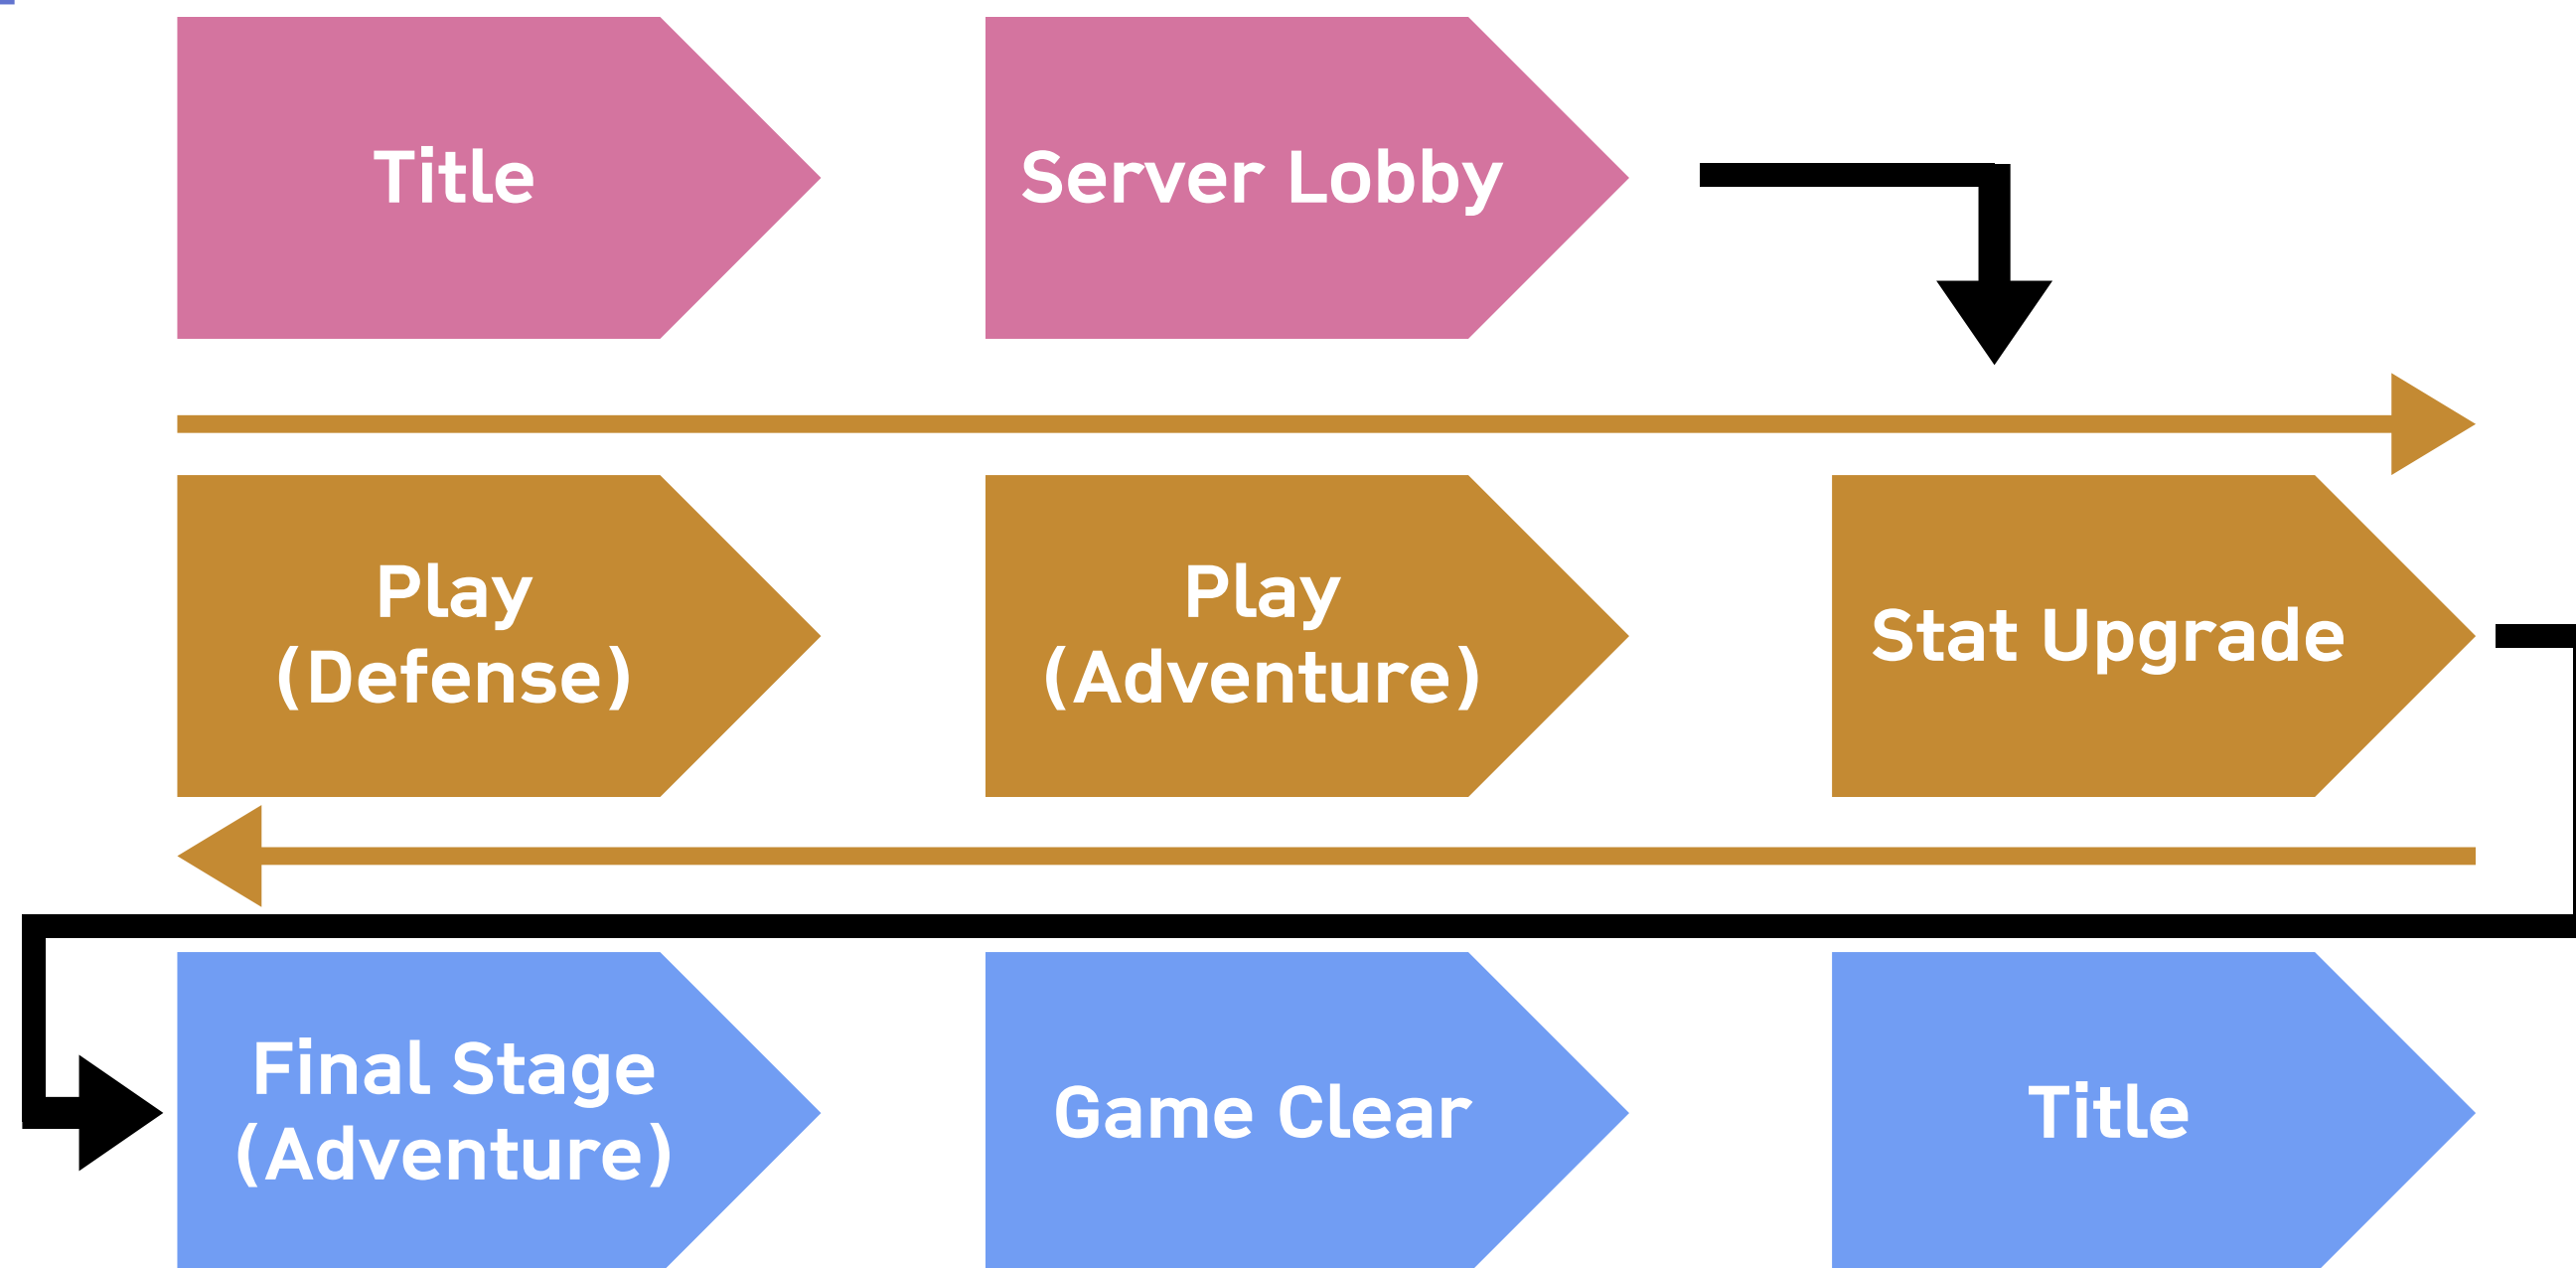 Title
Server Lobby
Play
(Defense)
Play
(Adventure)
Stat Upgrade
Final Stage
(Adventure)
Game Clear
Title